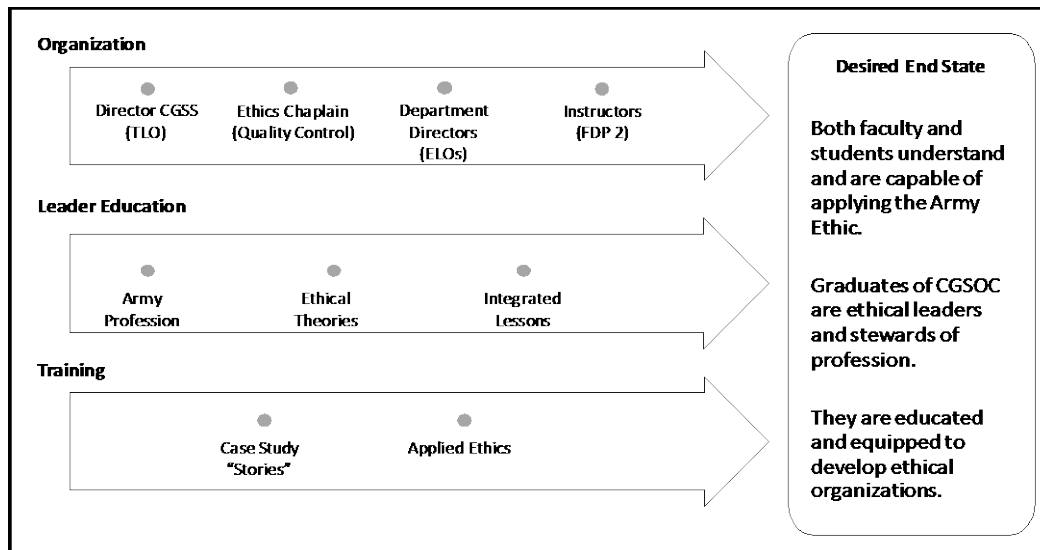 Organization
Director CGSS
(TLO)
Ethics Chaplain
(Quality Control)
Department
Directors
(ELOs)
Instructors
(FDP 2)
Leader Education
Army
Profession
Ethical
Theories
Integrated
Lessons
Training
Case Study
"Stories"
Applied Ethics
Desired End State
Both faculty and
students understand
and are capable of
applying the Army
Ethic.
Graduates of CGSOC
are ethical leaders
and stewards of
profession.
They are educated
and equipped to
develop ethical
organizations.